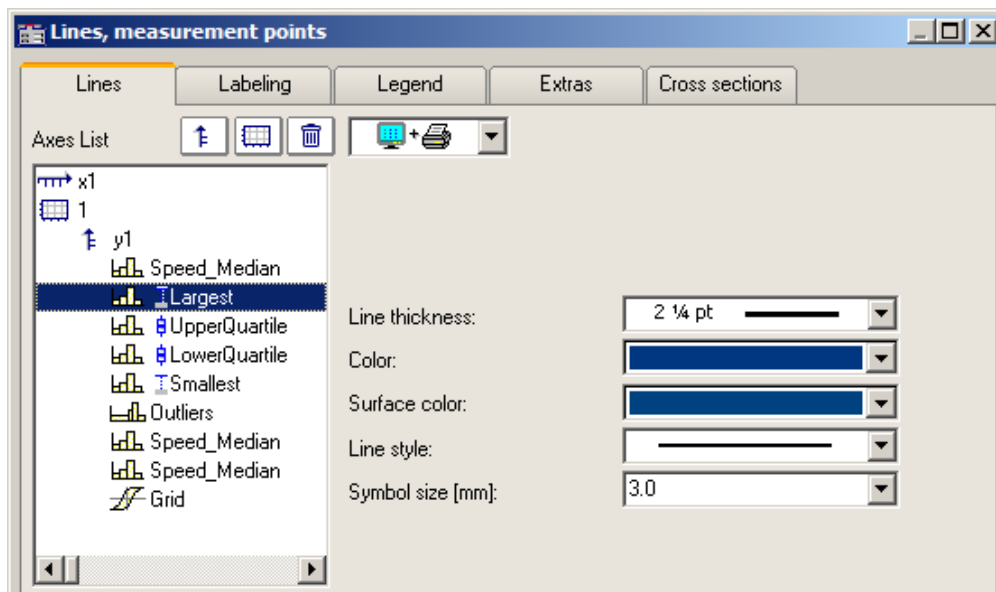 Lines, measurement points
Lines
Labeling
Legend
Extras
Cross sections
Axes List
x1
1
y1
Speed_Median
Largest
UpperQuartile
LowerQuartile
Smallest
Outliers
Speed_Median
Speed_Median
Grid
Line thickness:
2 ¼ pt
Color:
Surface color:
Line style:
Symbol size [mm]:
3.0